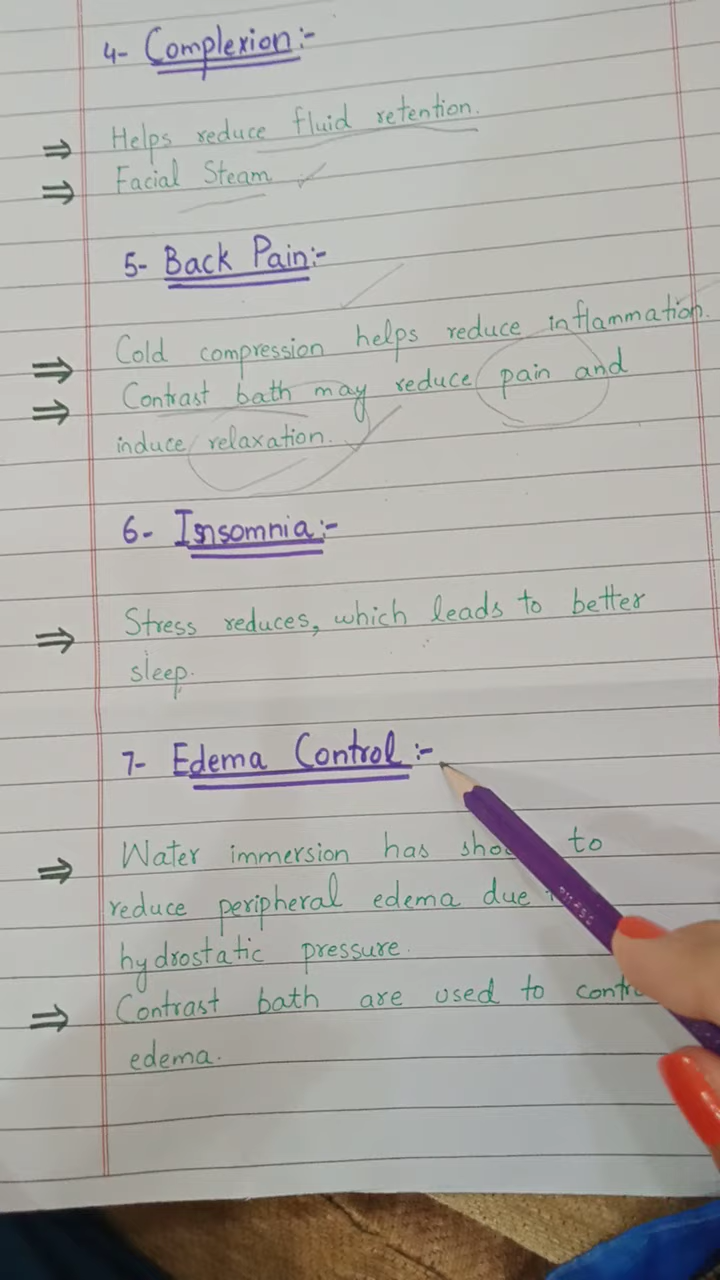 4- Complexion:-
⇒ Helps reduce fluid retention.
⇒ Facial Steam
5- Back Pain:-
⇒ Cold compression helps reduce inflammation.
⇒ Contrast bath may reduce pain and
induce relaxation.
6- Insomnia:-
⇒ Stress reduces, which leads to better
sleep.
7- Edema Control:-
⇒ Water immersion has to
reduce peripheral edema due
hydrostatic pressure.
⇒ Contrast bath are used to
edema.